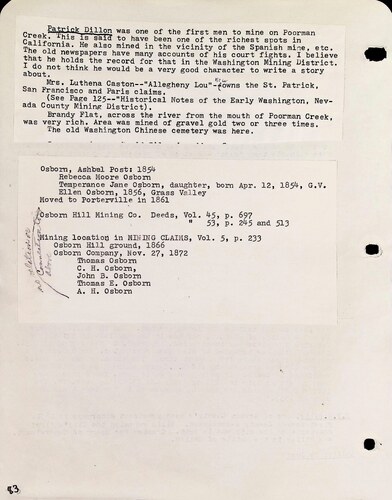 Patrick Dillon was one of the first men to mine on Poorman
Creek. This is said to have been one of the richest spots in
California. He also mined in the vicinity of the Spanish mine, etc.
The old newspapers have many accounts of his court fights. I believe
that he holds the record for that in the Washington Mining District.
I do not think he would be a very good character to write a story
about.
Mrs. Luthena Caston--"Allegheny Lou"- owns the St. Patrick,
San Francisco and Paris claims.
(See Page 125--"Historical Notes of the Early Washington, Nev-
ada County Mining District).
Brandy Flat, across the river from the mouth of Poorman Creek,
was very rich. Area was mined of gravel gold two or three times.
The old Washington Chinese cemetery was here.
Osborn, Ashbel Post: 1854
Rebecca Moore Osborn
Temperance Jane Osborn, daughter, born Apr. 12, 1854, G.V.
Ellen Osborn, 1856, Grass Valley
Moved to Porterville in 1861
Osborn Hill Mining Co. Deeds, Vol. 45, p. 697
" 53, p. 245 and 513
Mining location in MINING CLAIMS, Vol. 5, p. 233
Osborn Hill ground, 1866
Osborn Company, Nov. 27, 1872
Thomas Osborn
C. H. Osborn,
John B. Osborn
Thomas E. Osborn
A. H. Osborn
83